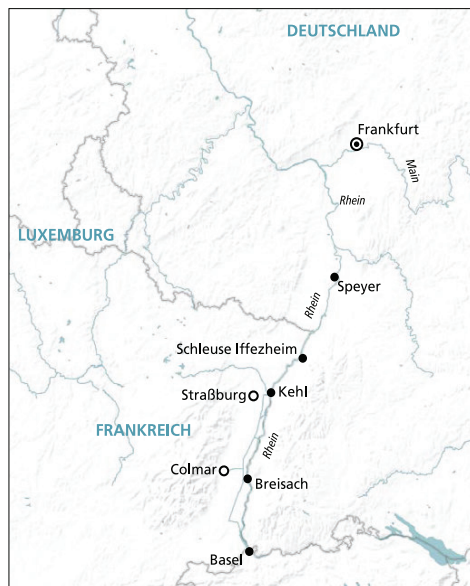 DEUTSCHLAND
Frankfurt
Main
Rhein
LUXEMBURG
Speyer
Rhein
Schleuse Iffezheim
Straßburg
Kehl
FRANKREICH
Rhein
Colmar
Breisach
Basel